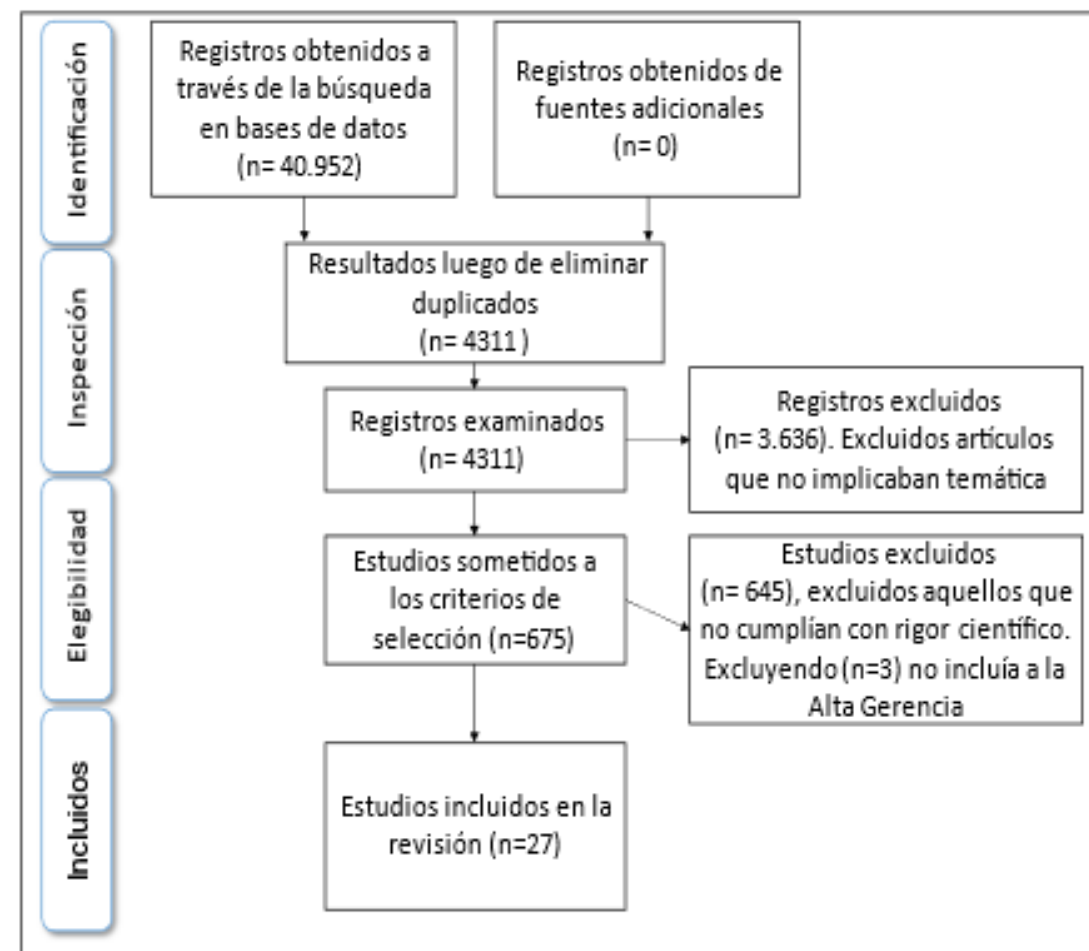 Identificación
Registros obtenidos a
través de la búsqueda
en bases de datos
(n= 40.952)
Registros obtenidos de
fuentes adicionales
(n= 0)
Inspección
Resultados luego de eliminar
duplicados
(n= 4311 )
Registros examinados
(n= 4311)
Registros excluidos
(n= 3.636). Excluidos artículos
que no implicaban temática
Elegibilidad
Estudios sometidos a
los criterios de
selección (n=675)
Estudios excluidos
(n= 645), excluidos aquellos que
no cumplían con rigor científico.
Excluyendo (n=3) no incluía a la
Alta Gerencia
Incluidos
Estudios incluidos en la
revisión (n=27)